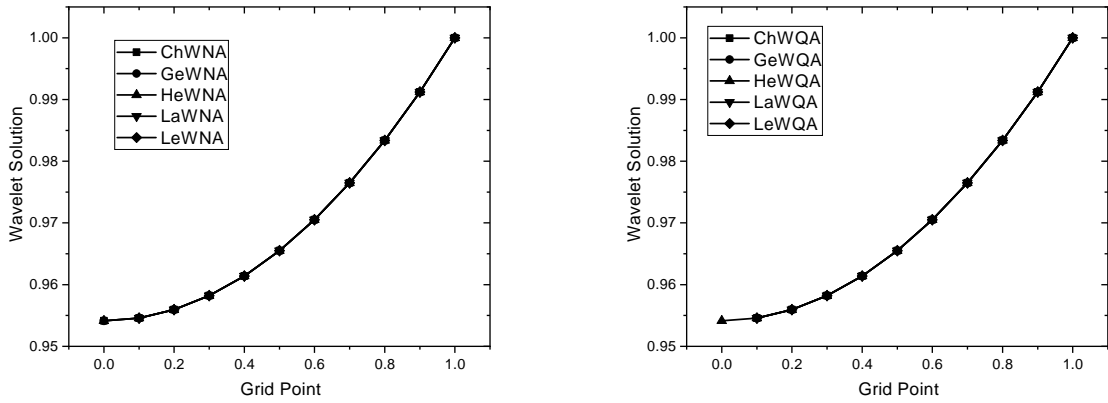 1.00
0.99
0.98
0.97
0.96
0.95
Wavelet Solution
ChWNA
GeWNA
HeWNA
LaWNA
LeWNA
0.0 0.2 0.4 0.6 0.8 1.0
Grid Point
1.00
0.99
0.98
0.97
0.96
0.95
Wavelet Solution
ChWQA
GeWQA
HeWQA
LaWQA
LeWQA
0.0 0.2 0.4 0.6 0.8 1.0
Grid Point